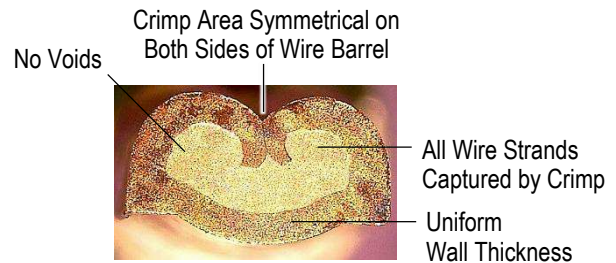 Crimp Area Symmetrical on
Both Sides of Wire Barrel
No Voids
All Wire Strands
Captured by Crimp
Uniform
Wall Thickness